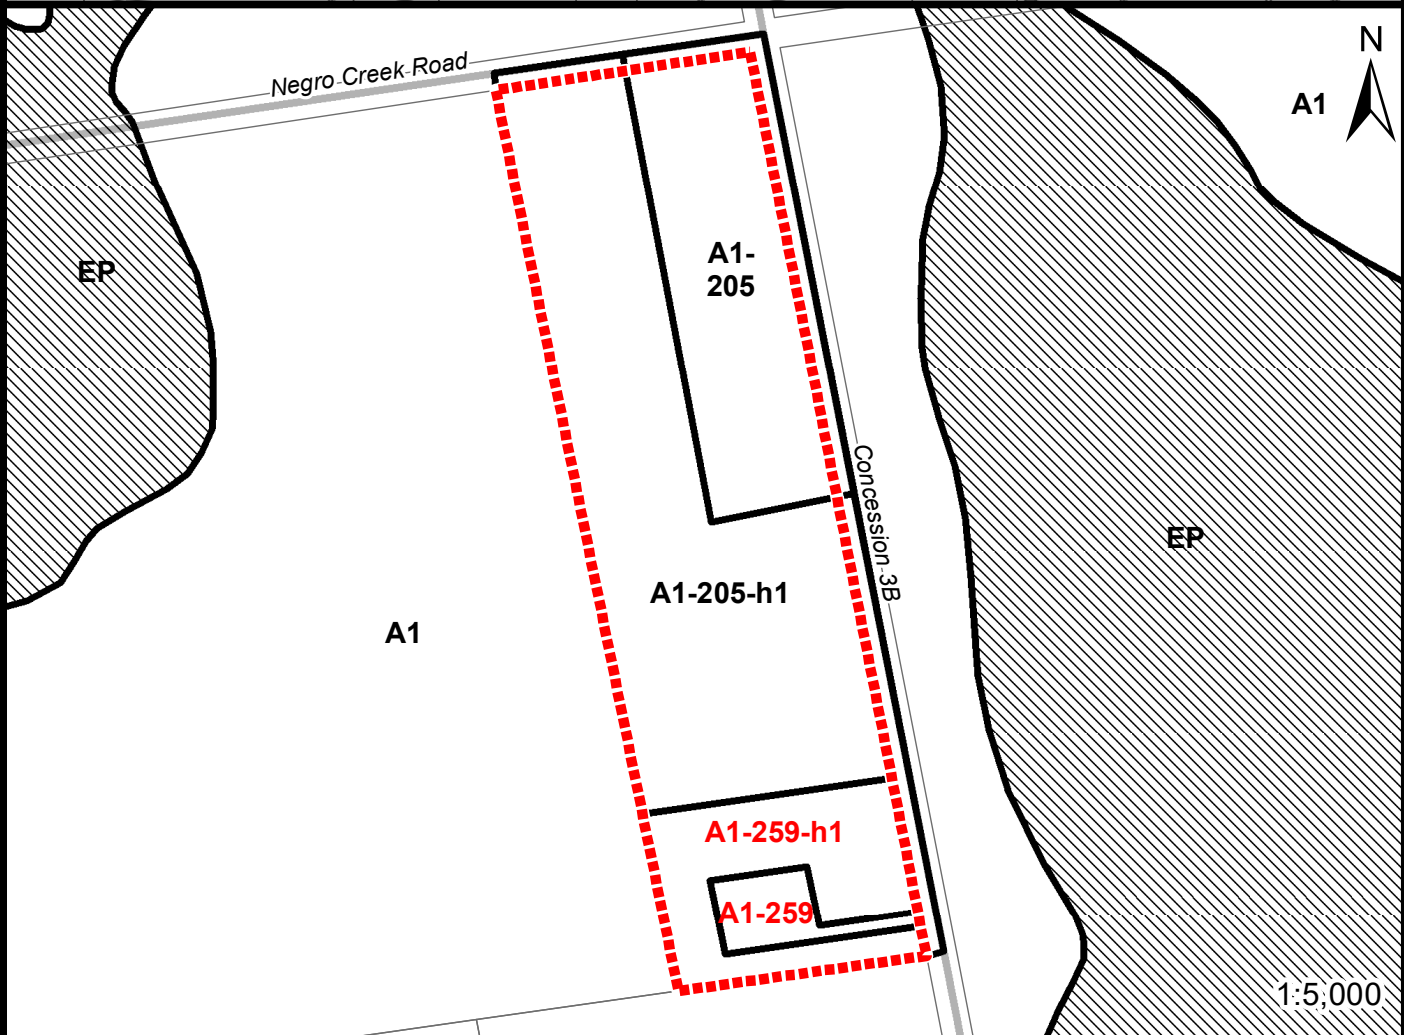 Negro Creek Road
N
A1
A1-
205
EP
Concession 3B
EP
A1-205-h1
A1
A1-259-h1
A1-259
1:5,000